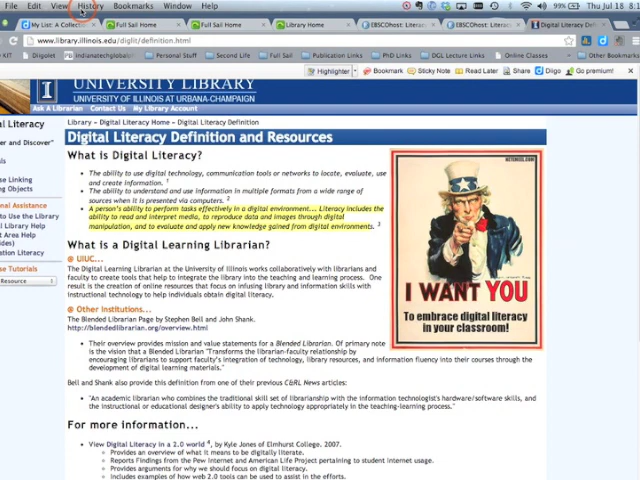 File Edit View History Bookmarks Window Help 99% Thu Jul 18
My List: A Collect Full Sail Home Full Sail Home Library Home EBSCOhost: EBSCOhost: Digital Literacy Def
www.library.illinois.edu/diglit/definition.html
KIT Diigolet Indianatechglobal Personal Stuff Second Life Full Sail Publication Links PhD Links DGL Lecture Links Online Classes
Highlighter Bookmark Sticky Note Read Later Share Diigo Go premium!
UNIVERSITY LIBRARY
UNIVERSITY OF ILLINOIS AT URBANA-CHAMPAIGN
Ask A Librarian Contact Us My Library Account
Library - Digital Literacy Home - Digital Literacy Definition
Digital Literacy Definition and Resources
What is Digital Literacy?
The ability to use digital technology, communication tools or networks to locate, evaluate, use
and create information. 1
The ability to understand and use information in multiple formats from a wide range of
sources when it is presented via computers. 2
A person's ability to perform tasks effectively in a digital environment... Literacy includes the
ability to read and interpret media, to reproduce data and images through digital
manipulation, and to evaluate and apply new knowledge gained from digital environments. 3
What is a Digital Learning Librarian?
@ UIUC...
The Digital Learning Librarian at the University of Illinois works collaboratively with librarians and
faculty to create tools that help to integrate the library into the teaching and learning process. One
result is the creation of online resources that focus on infusing library and information skills with
instructional technology to help individuals obtain digital literacy.
@ Other Institutions...
The Blended Librarian Page by Stephen Bell and John Shank.
http://blendedlibrarian.org/overview.html
Their overview provides mission and value statements for a Blended Librarian. Of primary note
is the vision that a Blended Librarian "Transforms the librarian-faculty relationship by
encouraging librarians to support faculty's integration of technology, library resources, and information fluency into their courses through the
development of digital learning materials."
Bell and Shank also provide this definition from one of their previous C&RL News articles:
"An academic librarian who combines the traditional skill set of librarianship with the information technologist's hardware/software skills, and
the instructional or educational designer's ability to apply technology appropriately in the teaching-learning process."
For more information...
View Digital Literacy in a 2.0 world 4, by Kyle Jones of Elmhurst College, 2007.
Provides an overview of what it means to be digitally literate.
Reports Findings from the Pew Internet and American Life Project pertaining to student internet usage.
Provides arguments for why we should focus on digital literacy.
Includes examples of how web 2.0 tools can be used to assist in the efforts.
I WANT YOU
To embrace digital literacy
in your classroom!